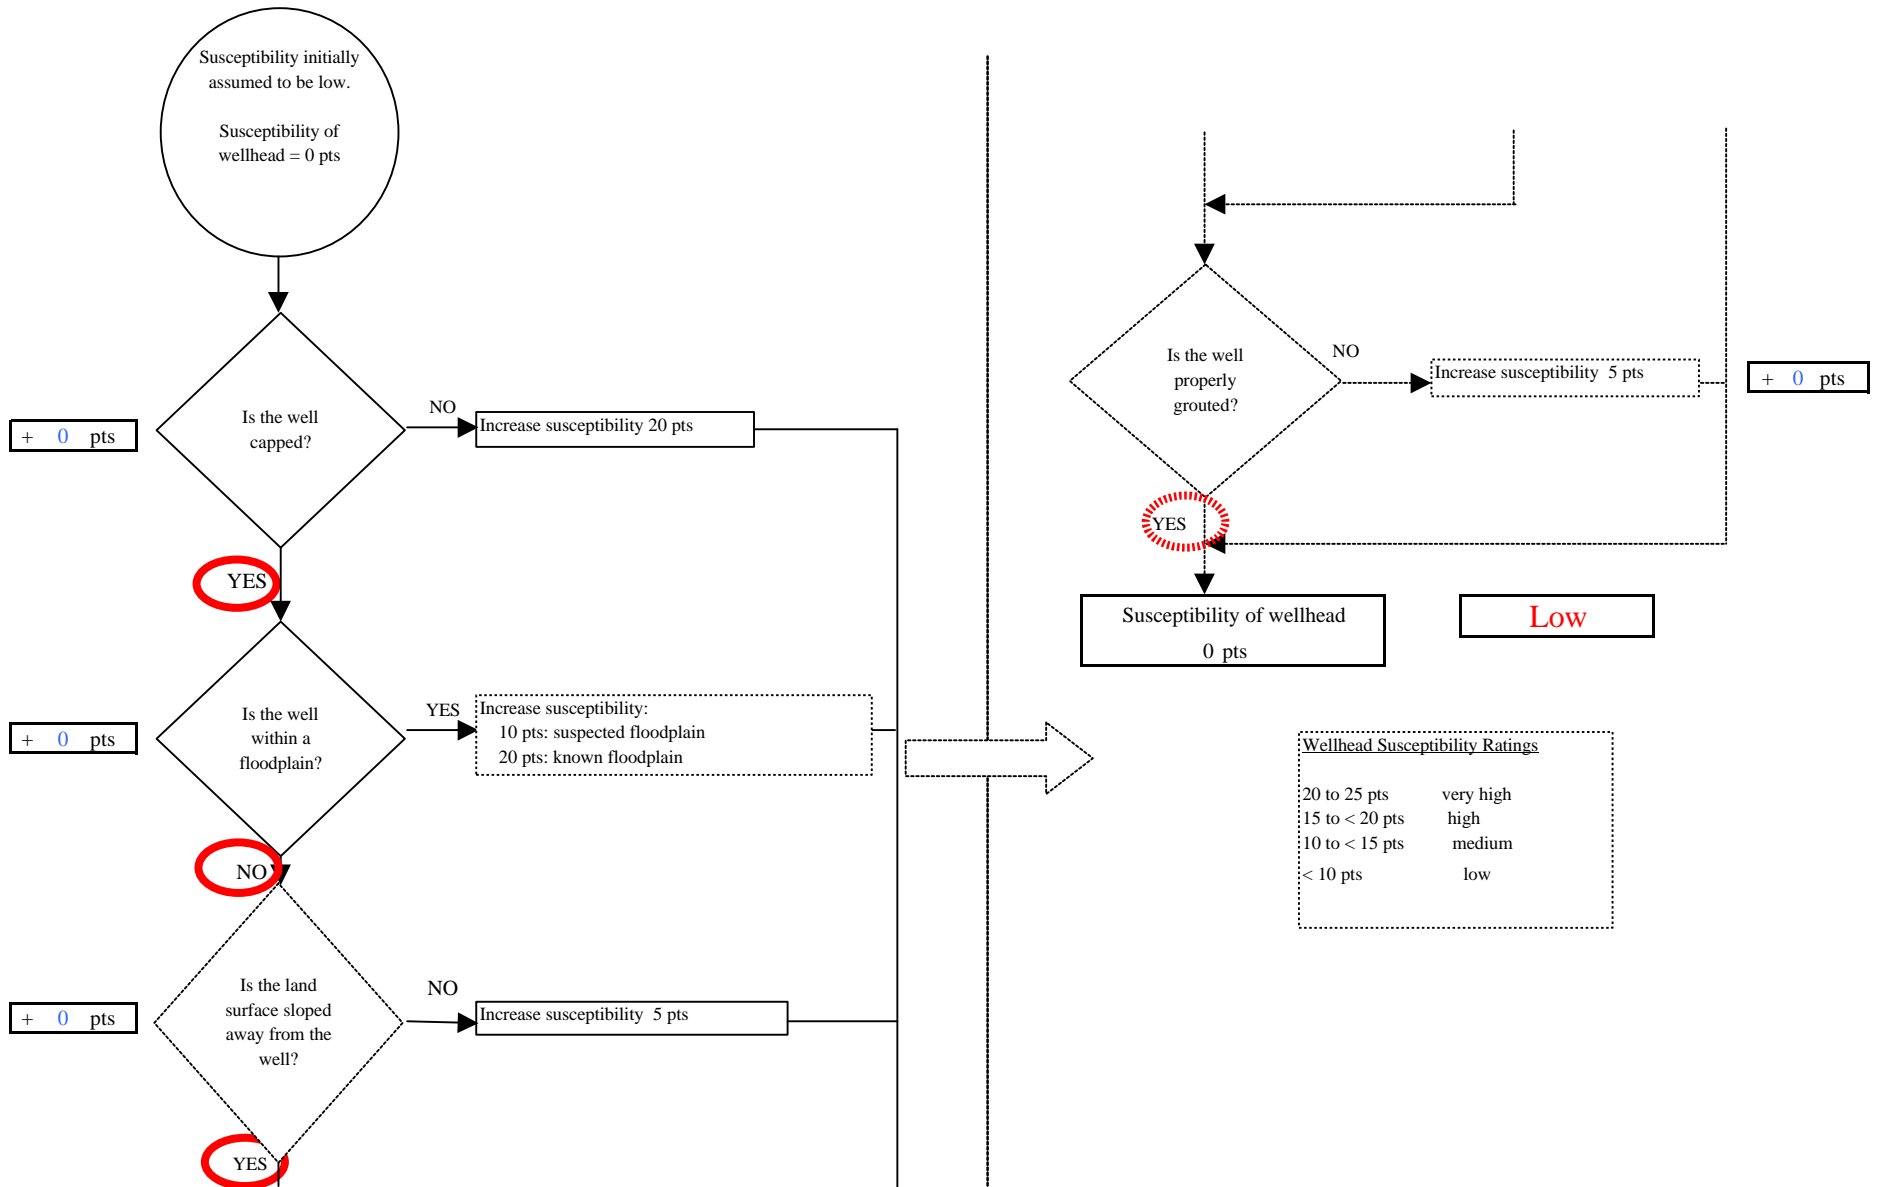 Susceptibility initially
assumed to be low.
Susceptibility of
wellhead = 0 pts
Is the well
capped?
NO
Increase susceptibility 20 pts
+ 0 pts
YES
Is the well
within a
floodplain?
YES
Increase susceptibility:
10 pts: suspected floodplain
20 pts: known floodplain
+ 0 pts
NO
Is the land
surface sloped
away from the
well?
NO
Increase susceptibility 5 pts
+ 0 pts
YES
Is the well
properly
grouted?
NO
Increase susceptibility 5 pts
+ 0 pts
YES
Susceptibility of wellhead
0 pts
Low
Wellhead Susceptibility Ratings
20 to 25 pts very high
15 to < 20 pts high
10 to < 15 pts medium
< 10 pts low